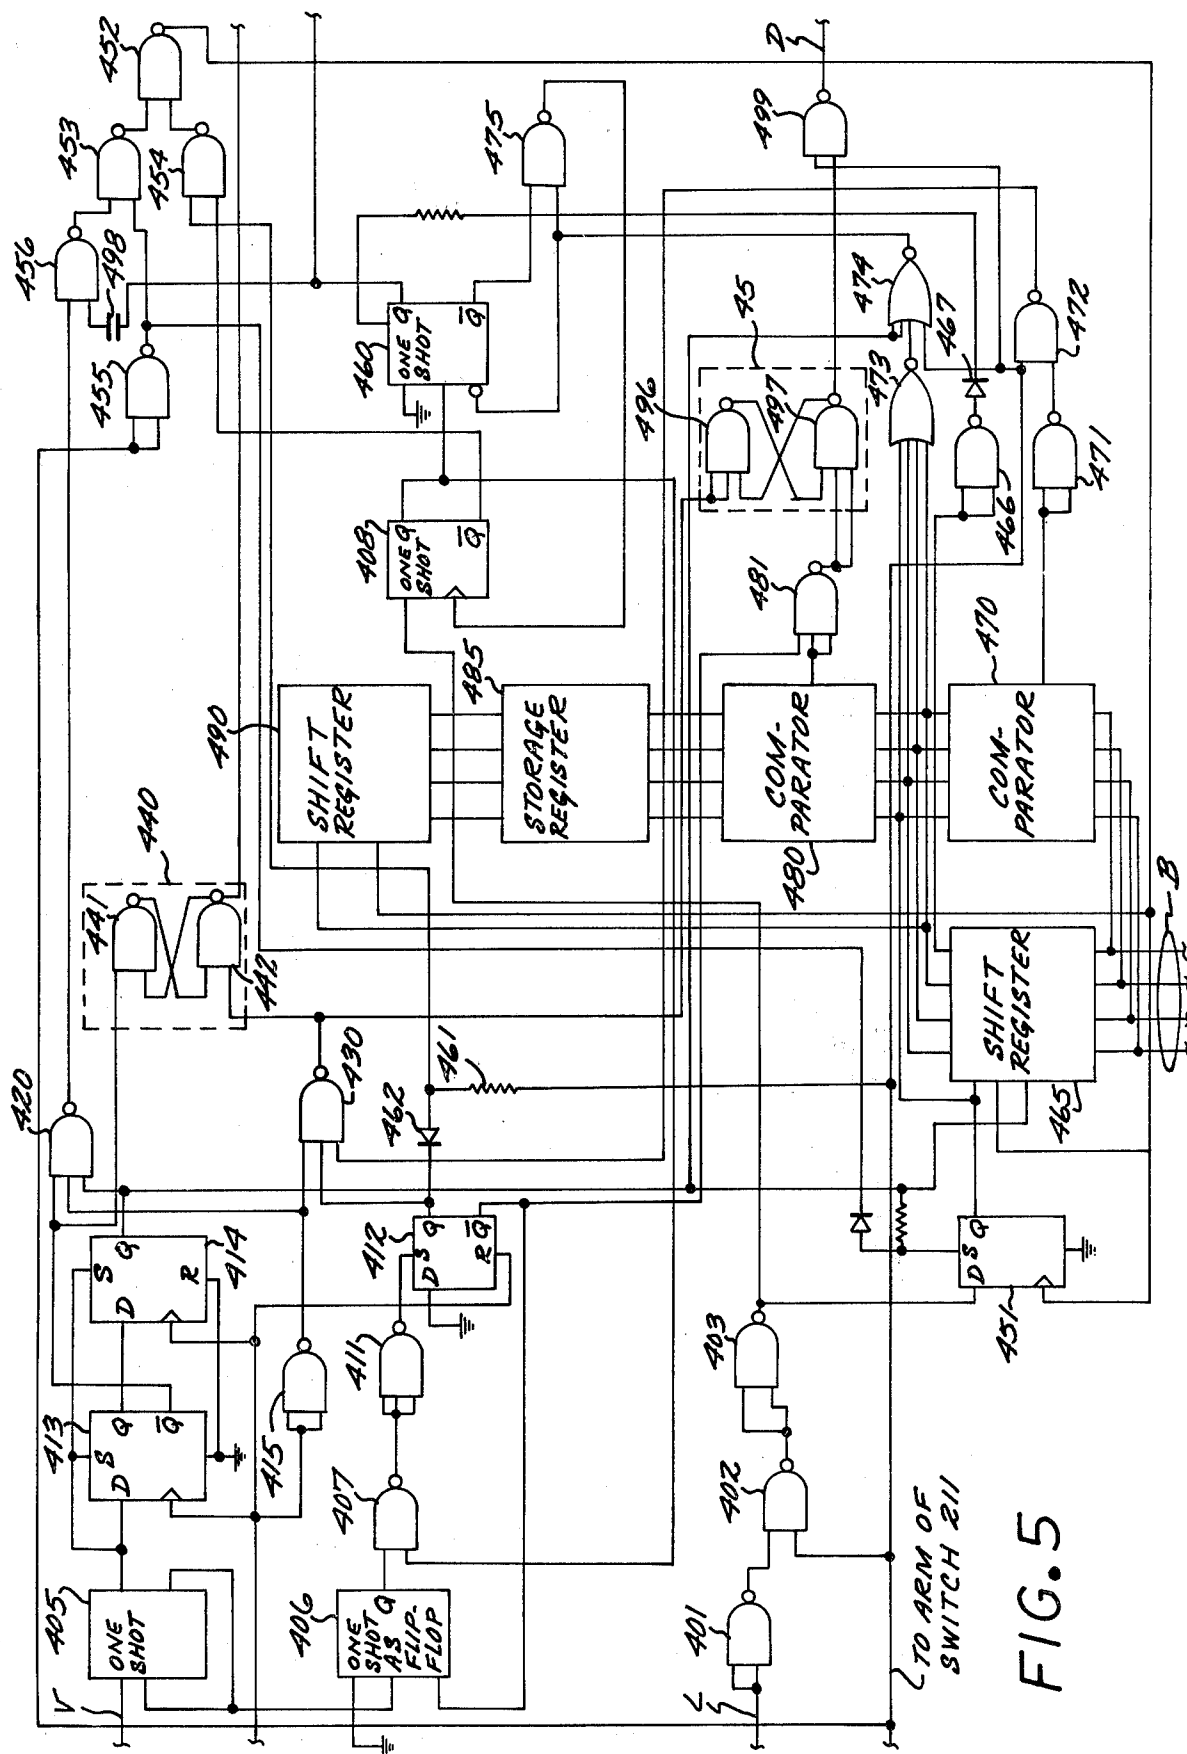 V
405
ONE
SHOT
413
D
S
Q
Q̅
414
D
S
Q
R
420
440
441
442
415
430
406
ONE
SHOT Q
AS
FLIP-
FLOP
407
411
412
D S Q
R Q̅
462
461
490
SHIFT
REGISTER
485
STORAGE
REGISTER
480
COM-
PARATOR
470
COM-
PARATOR
465
SHIFT
REGISTER
B
L
401
402
403
451
D S Q
TO ARM OF
SWITCH 211
408
ONE Q
SHOT
Q̅
460
ONE Q
SHOT
Q̅
455
456
498
453
454
452
475
481
45
496
497
499
D
473
474
467
466
471
472
FIG. 5